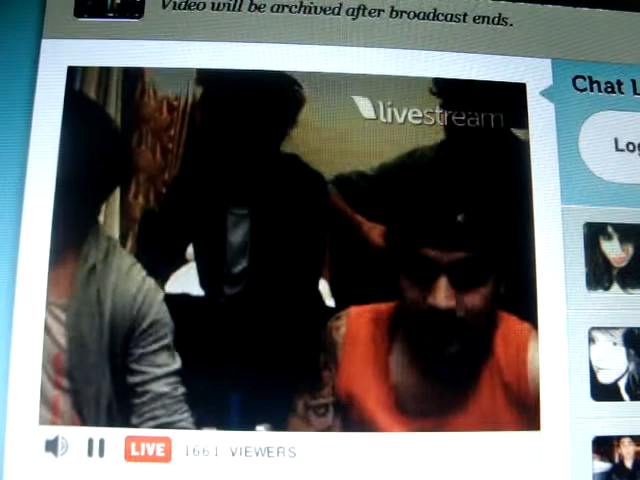 Video will be archived after broadcast ends.
livestream
Chat L
Log
LIVE 1661 VIEWERS